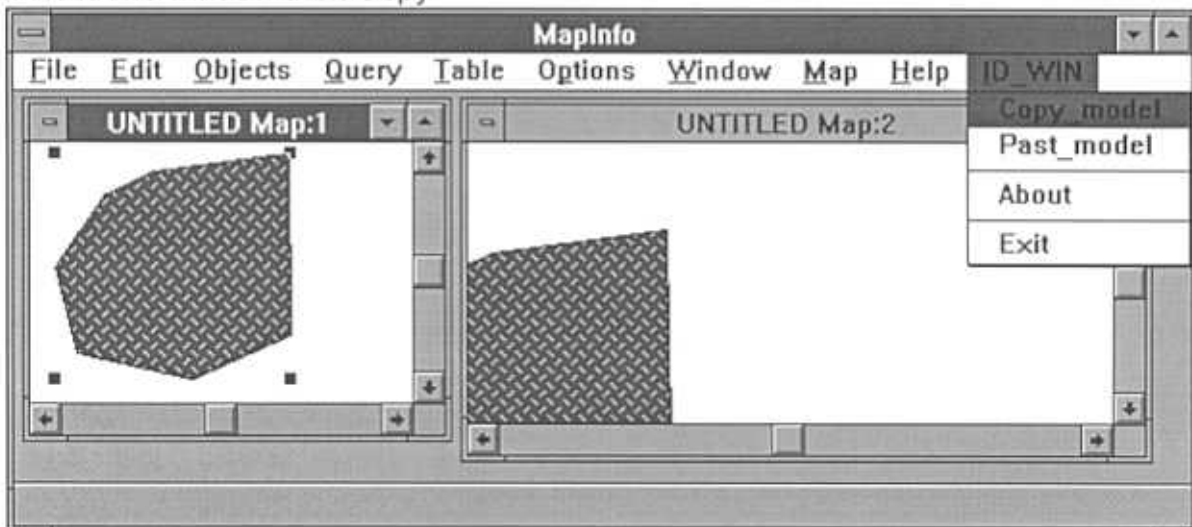 MapInfo
File Edit Objects Query Table Options Window Map Help ID_WIN
UNTITLED Map:1
UNTITLED Map:2
Copy_model
Past_model
About
Exit